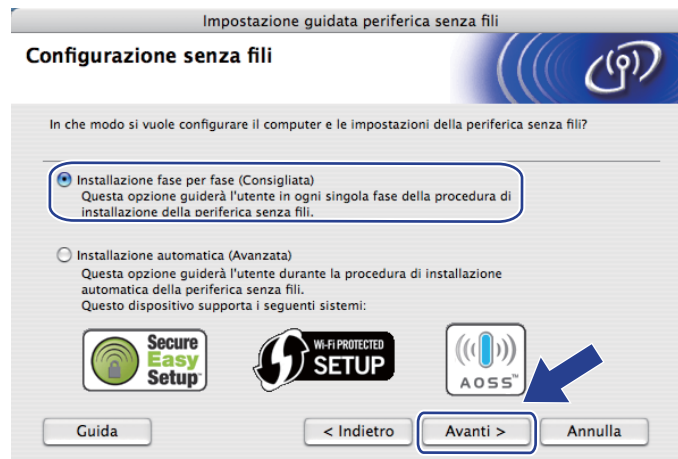 Impostazione guidata periferica senza fili
Configurazione senza fili
In che modo si vuole configurare il computer e le impostazioni della periferica senza fili?
Installazione fase per fase (Consigliata)
Questa opzione guiderà l'utente in ogni singola fase della procedura di
installazione della periferica senza fili.
Installazione automatica (Avanzata)
Questa opzione guiderà l'utente durante la procedura di installazione
automatica della periferica senza fili.
Questo dispositivo supporta i seguenti sistemi:
Secure
Easy
Setup™
Wi-Fi PROTECTED
SETUP
AOSS™
Guida
< Indietro
Avanti >
Annulla